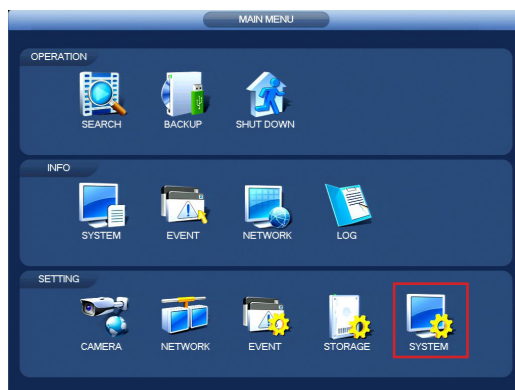 MAIN MENU
OPERATION
SEARCH BACKUP SHUT DOWN
INFO
SYSTEM EVENT NETWORK LOG
SETTING
CAMERA NETWORK EVENT STORAGE SYSTEM